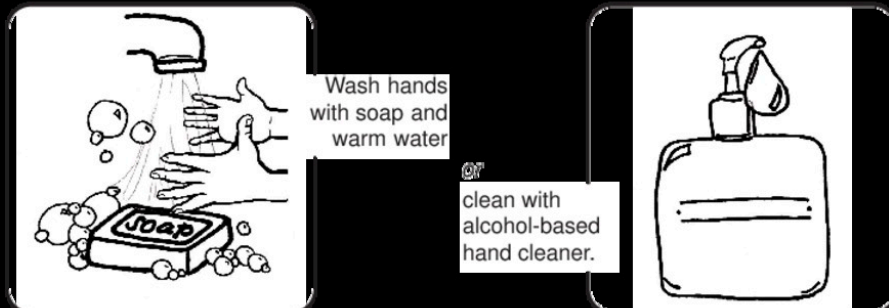 soap
Wash hands
with soap and
warm water
or
clean with
alcohol-based
hand cleaner.